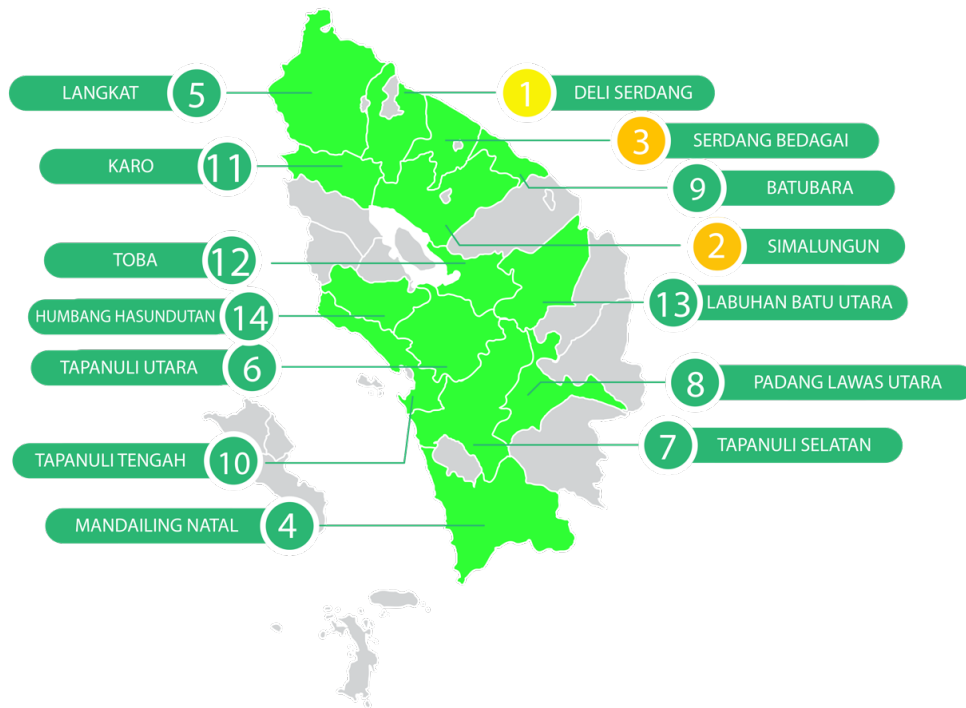 LANGKAT 5
1 DELI SERDANG
3 SERDANG BEDAGAI
KARO 11
9 BATUBARA
2 SIMALUNGUN
TOBA 12
13 LABUHAN BATU UTARA
HUMBANG HASUNDUTAN 14
TAPANULI UTARA 6
8 PADANG LAWAS UTARA
7 TAPANULI SELATAN
TAPANULI TENGAH 10
MANDAILING NATAL 4